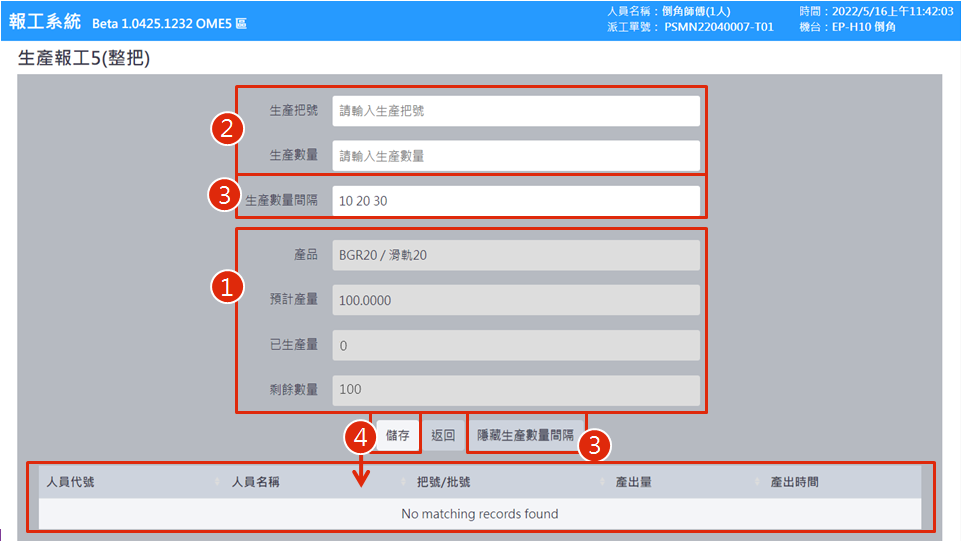 報工系統 Beta 1.0425.1232 OME5 區
人員名稱：倒角師傅(1人) 時間：2022/5/16上午11:42:03
派工單號： PSMN22040007-T01 機台：EP-H10 倒角
生產報工5(整把)
2
生產把號 請輸入生產把號
生產數量 請輸入生產數量
3
生產數量間隔 10 20 30
1
產品 BGR20 / 滑軌20
預計產量 100.0000
已生產量 0
剩餘數量 100
4 儲存 返回 隱藏生產數量間隔 3
人員代號 人員名稱 把號/批號 產出量 產出時間
No matching records found